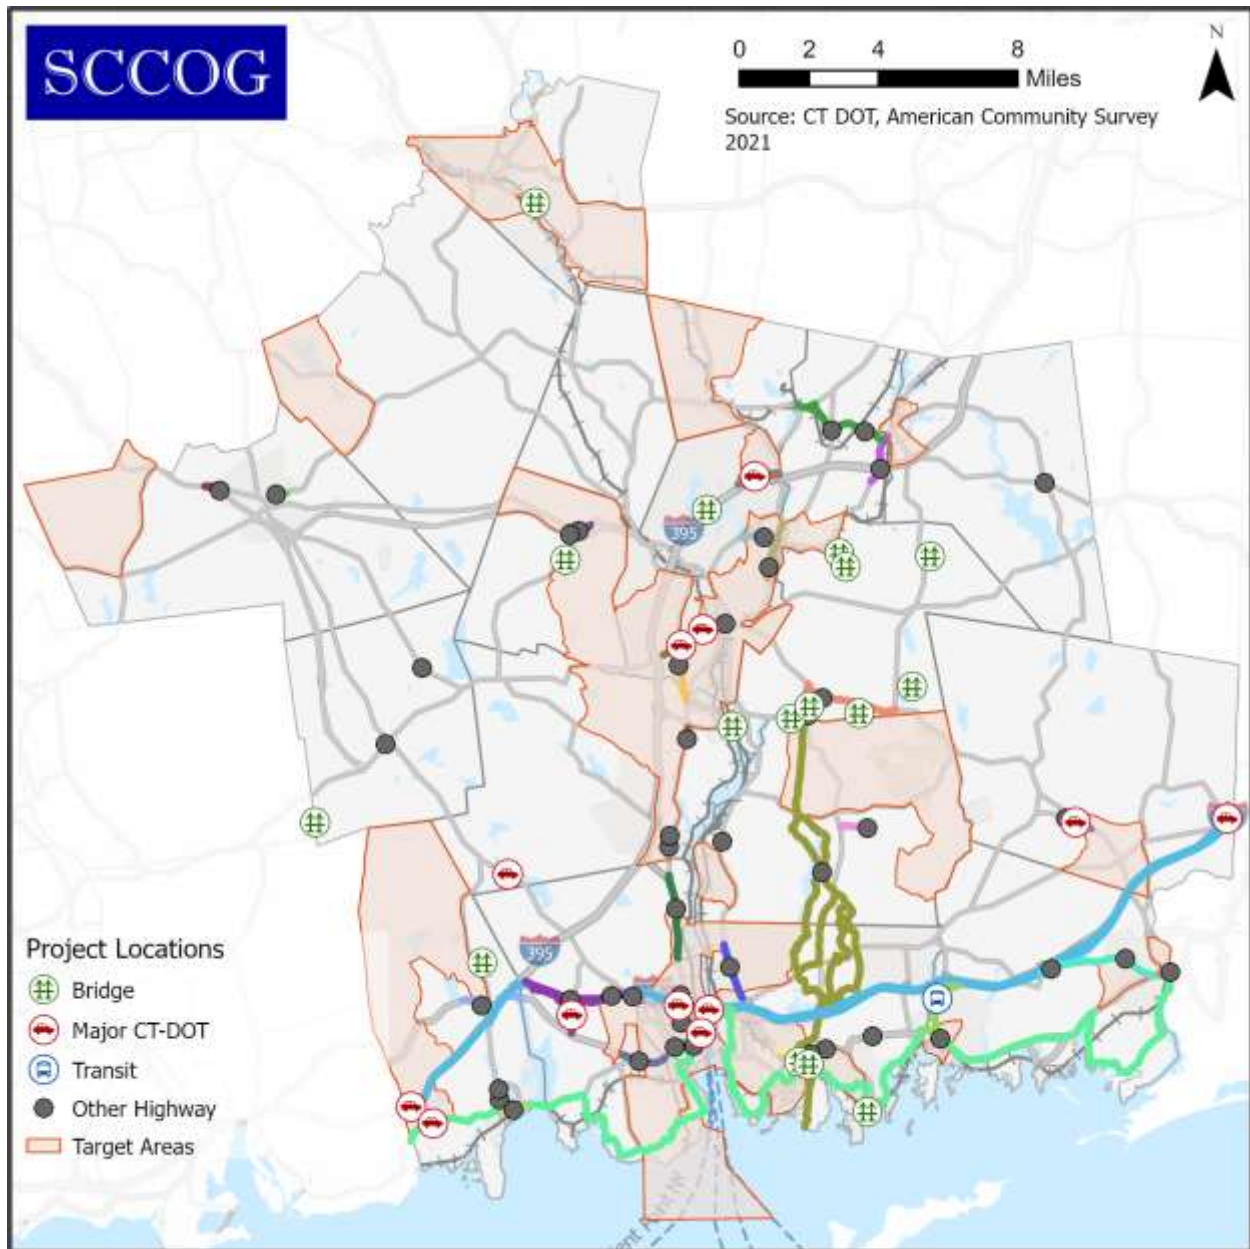 SCCOG
0 2 4 8
Miles
N
Source: CT DOT, American Community Survey
2021
395
395
Project Locations
Bridge
Major CT-DOT
Transit
Other Highway
Target Areas